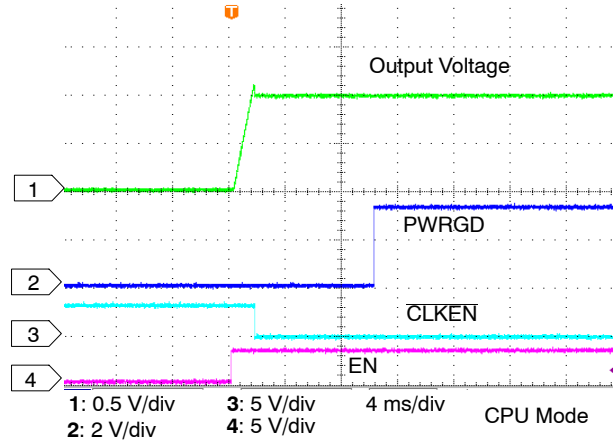 T
Output Voltage
1
PWRGD
2
CLKEN
3
EN
4
1: 0.5 V/div 3: 5 V/div 4 ms/div CPU Mode
2: 2 V/div 4: 5 V/div